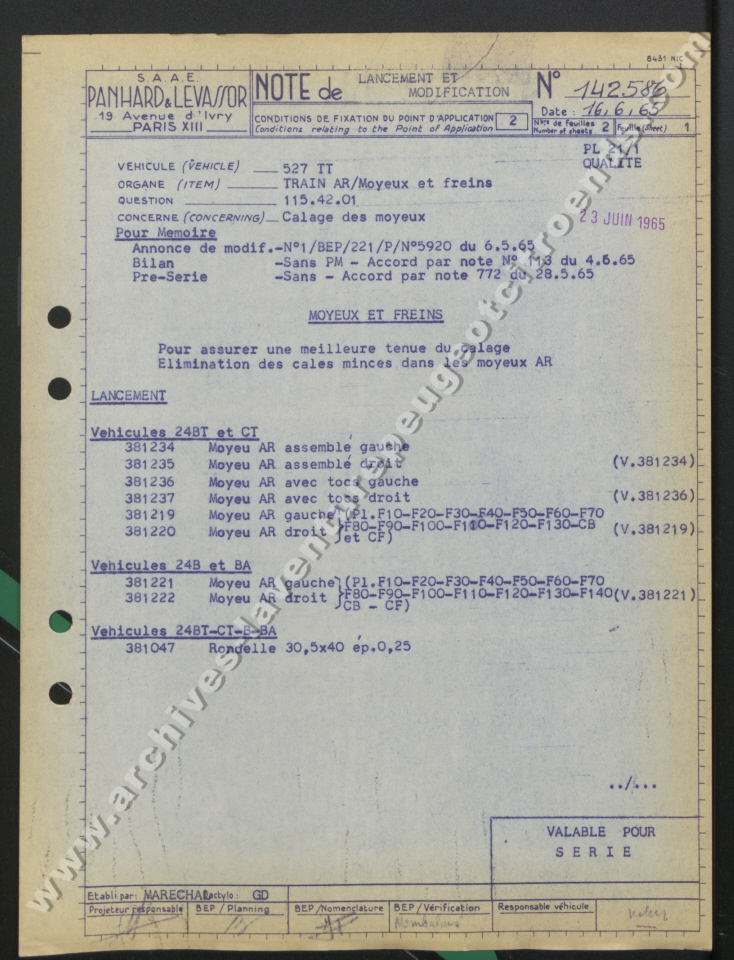 8431 NIC
S.A.A.E.
PANHARD & LEVASSOR
19 Avenue d'Ivry
PARIS XIII
NOTE de LANCEMENT ET MODIFICATION
N° 142586
Date : 16.6.65
CONDITIONS DE FIXATION DU POINT D'APPLICATION 2
Conditions relating to the Point of Application
Nbre de Feuilles 2 Feuille (Sheet) 1
Number of sheets
PL 21/1
QUALITE
VEHICULE (VEHICLE) 527 TT
ORGANE (ITEM) TRAIN AR/Moyeux et freins
QUESTION 115.42.01
CONCERNE (CONCERNING) Calage des moyeux
23 JUIN 1965
Pour Memoire
Annonce de modif.-N°1/BEP/221/P/N°5920 du 6.5.65
Bilan -Sans PM - Accord par note N° 113 du 4.6.65
Pre-Serie -Sans - Accord par note 772 du 28.5.65
MOYEUX ET FREINS
Pour assurer une meilleure tenue du calage
Elimination des cales minces dans les moyeux AR
LANCEMENT
Vehicules 24BT et CT
381234 Moyeu AR assemblé gauche
381235 Moyeu AR assemblé droit (V.381234)
381236 Moyeu AR avec tocs gauche
381237 Moyeu AR avec tocs droit (V.381236)
381219 Moyeu AR gauche (Pl.F10-F20-F30-F40-F50-F60-F70
381220 Moyeu AR droit F80-F90-F100-F110-F120-F130-CB (V.381219)
et CF)
Vehicules 24B et BA
381221 Moyeu AR gauche (Pl.F10-F20-F30-F40-F50-F60-F70
381222 Moyeu AR droit F80-F90-F100-F110-F120-F130-F140 (V.381221)
CB - CF)
Vehicules 24BT-CT-B-BA
381047 Rondelle 30,5x40 ép.0,25
../...
VALABLE POUR
SERIE
Etabli par: MARECHAL Dactylo: GD
Projeteur responsable BEP / Planning BEP / Nomenclature BEP / Vérification Responsable véhicule
www.archives.laventurepeugeotcitroends.com